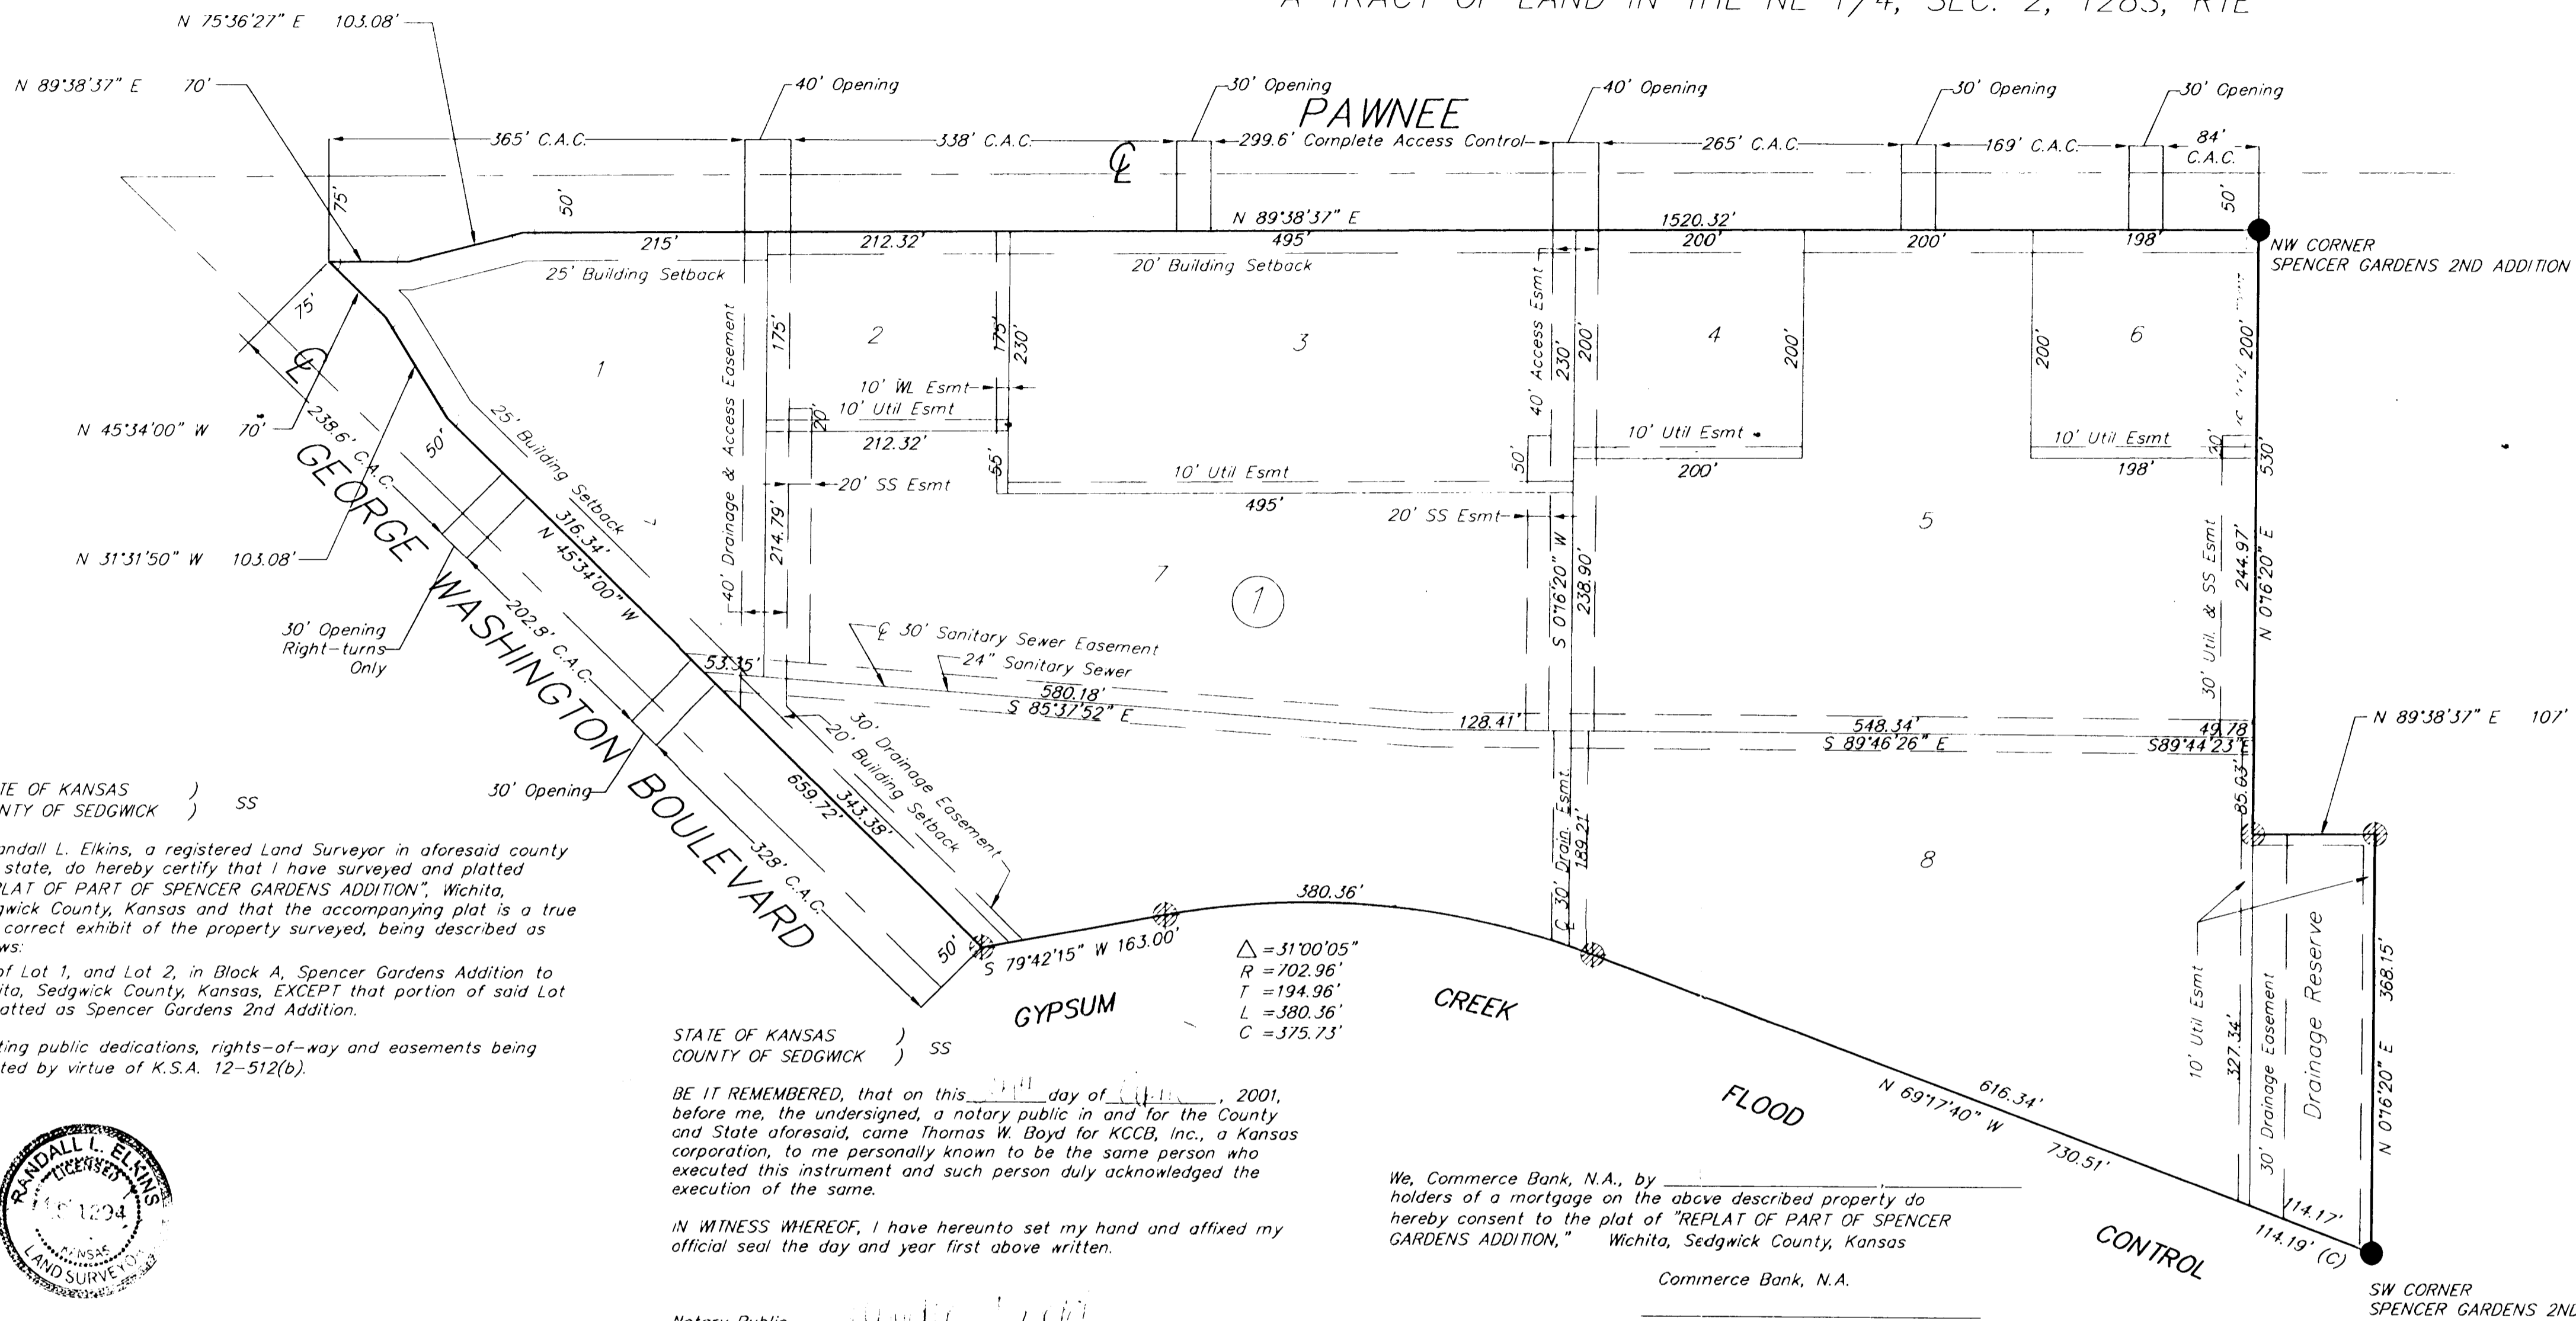 A TRACT OF LAND IN THE NE 1/4, SEC. 2, T28S, R1E
N 75°36'27" E 103.08'
N 89°38'37" E 70'
40' Opening
30' Opening
PAWNEE
40' Opening
30' Opening
30' Opening
365' C.A.C.
338' C.A.C.
299.6' Complete Access Control
265' C.A.C.
169' C.A.C.
84'
C.A.C.
℄
75'
50'
50'
N 89°38'37" E
1520.32'
215'
212.32'
495'
200'
200'
198'
NW CORNER
SPENCER GARDENS 2ND ADDITION
25' Building Setback
20' Building Setback
75'
℄
1
2
3
4
6
40' Drainage & Access Easement
175'
175'
230'
40' Access Esmt
230'
200'
200'
200'
200'
10' WL Esmt
10' Util Esmt
20'
212.32'
N 45°34'00" W 70'
238.6' C.A.C.
50'
25' Building Setback
10' Util Esmt
200'
10' Util Esmt
198'
20'
530'
55'
10' Util Esmt
495'
50'
20' SS Esmt
20' SS Esmt
GEORGE WASHINGTON BOULEVARD
316.34'
N 45°34'00" W
214.79'
7
1
5
S 0°16'20" W
238.90'
30' Util. & SS Esmt
244.97'
N 0°16'20" E
N 31°31'50" W 103.08'
202.8' C.A.C.
30' Opening
Right-turns
Only
℄ 30' Sanitary Sewer Easement
24" Sanitary Sewer
53.35'
580.18'
S 85°37'52" E
128.41'
548.34'
S 89°46'26" E
49.78'
S89°44'23"E
N 89°38'37" E 107'
30' Opening
30' Drainage Easement
20' Building Setback
343.38'
659.72'
328' C.A.C.
50'
℄ 30' Drain. Esmt
189.21'
8
85.03'
380.36'
S 79°42'15" W 163.00'
△ =31°00'05"
R =702.96'
T =194.96'
L =380.36'
C =375.73'
GYPSUM
CREEK
FLOOD
CONTROL
N 69°17'40" W
616.34'
730.51'
10' Util Esmt
327.34'
30' Drainage Easement
Drainage Reserve
N 0°16'20" E 368.15'
114.17'
114.19' (C)
SW CORNER
SPENCER GARDENS 2ND
TE OF KANSAS )
NTY OF SEDGWICK ) SS
andall L. Elkins, a registered Land Surveyor in aforesaid county
state, do hereby certify that I have surveyed and platted
LAT OF PART OF SPENCER GARDENS ADDITION", Wichita,
gwick County, Kansas and that the accompanying plat is a true
correct exhibit of the property surveyed, being described as
ws:
of Lot 1, and Lot 2, in Block A, Spencer Gardens Addition to
ita, Sedgwick County, Kansas, EXCEPT that portion of said Lot
atted as Spencer Gardens 2nd Addition.
ting public dedications, rights-of-way and easements being
ted by virtue of K.S.A. 12-512(b).
RANDALL L. ELKINS
LICENSED
1294
KANSAS
LAND SURVEYOR
STATE OF KANSAS )
COUNTY OF SEDGWICK ) SS
BE IT REMEMBERED, that on this day of , 2001,
before me, the undersigned, a notary public in and for the County
and State aforesaid, came Thomas W. Boyd for KCCB, Inc., a Kansas
corporation, to me personally known to be the same person who
executed this instrument and such person duly acknowledged the
execution of the same.
IN WITNESS WHEREOF, I have hereunto set my hand and affixed my
official seal the day and year first above written.
Notary Public
We, Commerce Bank, N.A., by
holders of a mortgage on the above described property do
hereby consent to the plat of "REPLAT OF PART OF SPENCER
GARDENS ADDITION," Wichita, Sedgwick County, Kansas
Commerce Bank, N.A.